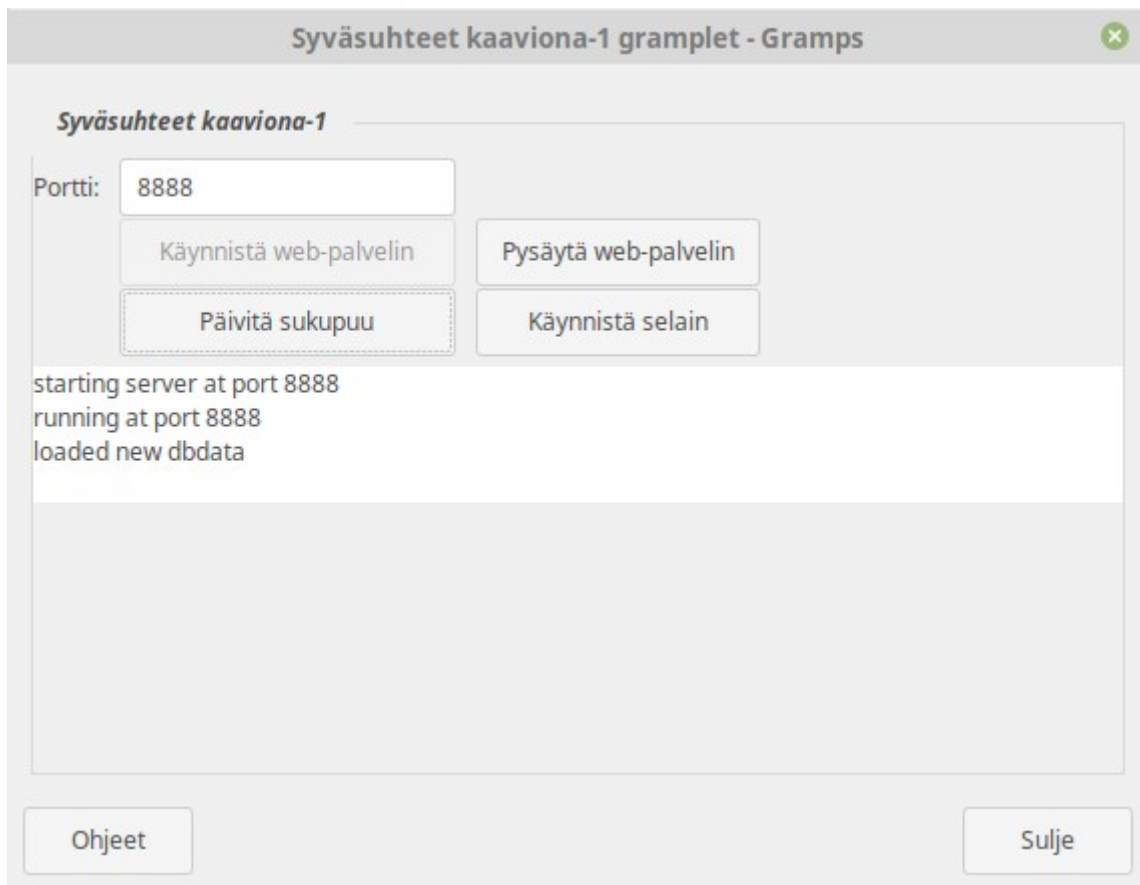 Syväsuhteet kaaviona-1 gramplet - Gramps
Syväsuhteet kaaviona-1
Portti: 8888
Käynnistä web-palvelin Pysäytä web-palvelin
Päivitä sukupuu Käynnistä selain
starting server at port 8888
running at port 8888
loaded new dbdata
Ohjeet Sulje